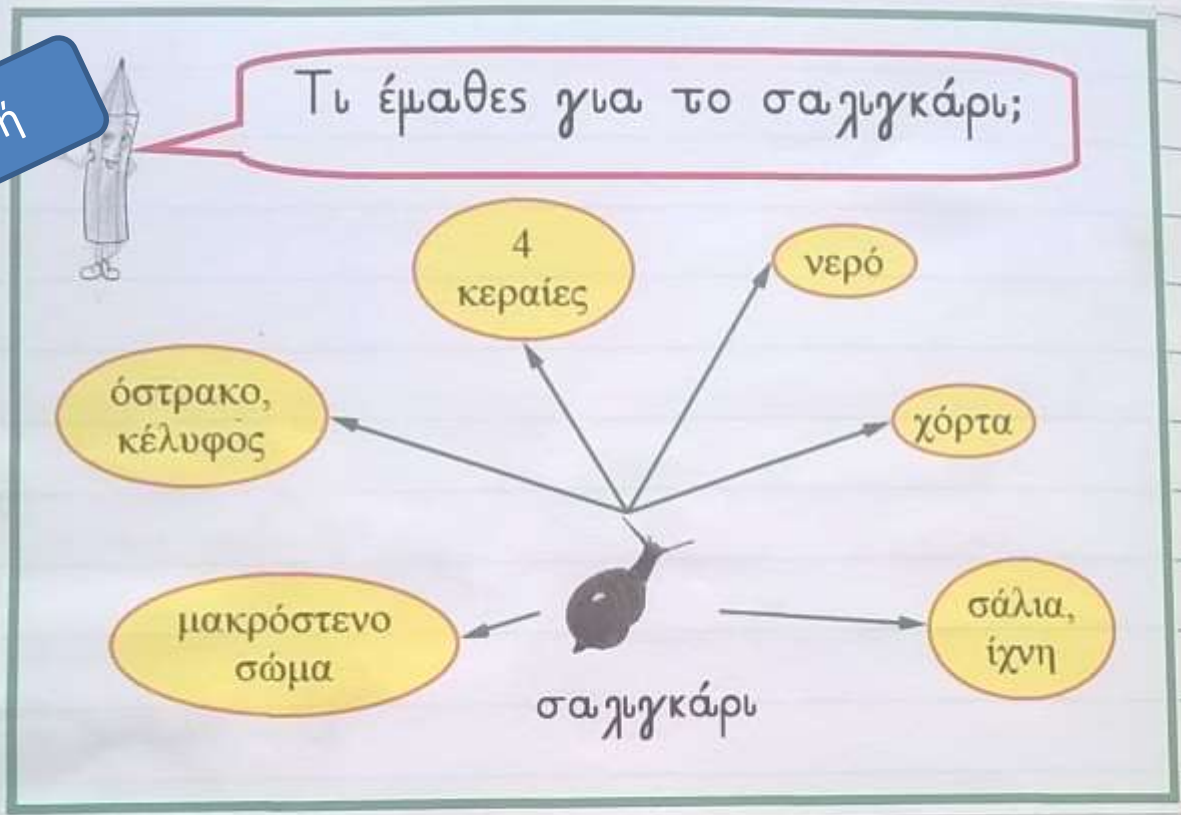 ή
Τι έμαθες για το σαλιγκάρι;
4
κεραίες
νερό
όστρακο,
κέλυφος
χόρτα
μακρόστενο
σώμα
σάλια,
ίχνη
σαλιγκάρι